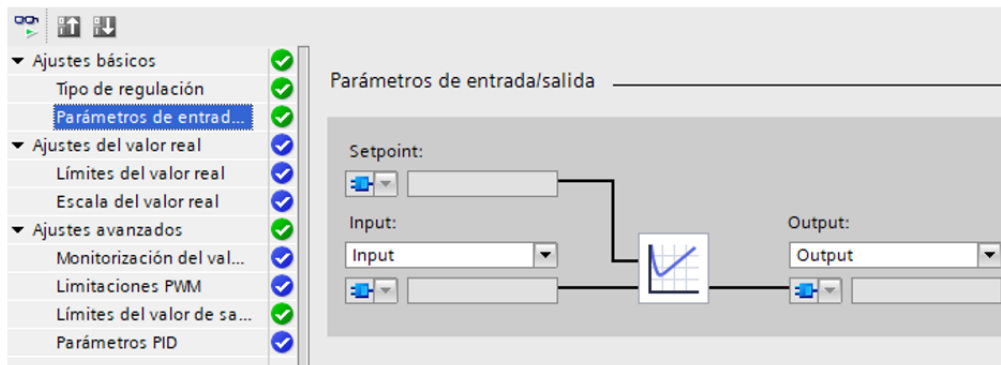 Ajustes básicos
Tipo de regulación
Parámetros de entrad...
Ajustes del valor real
Límites del valor real
Escala del valor real
Ajustes avanzados
Monitorización del val...
Limitaciones PWM
Límites del valor de sa...
Parámetros PID
Parámetros de entrada/salida
Setpoint:
Input:
Input
Output:
Output